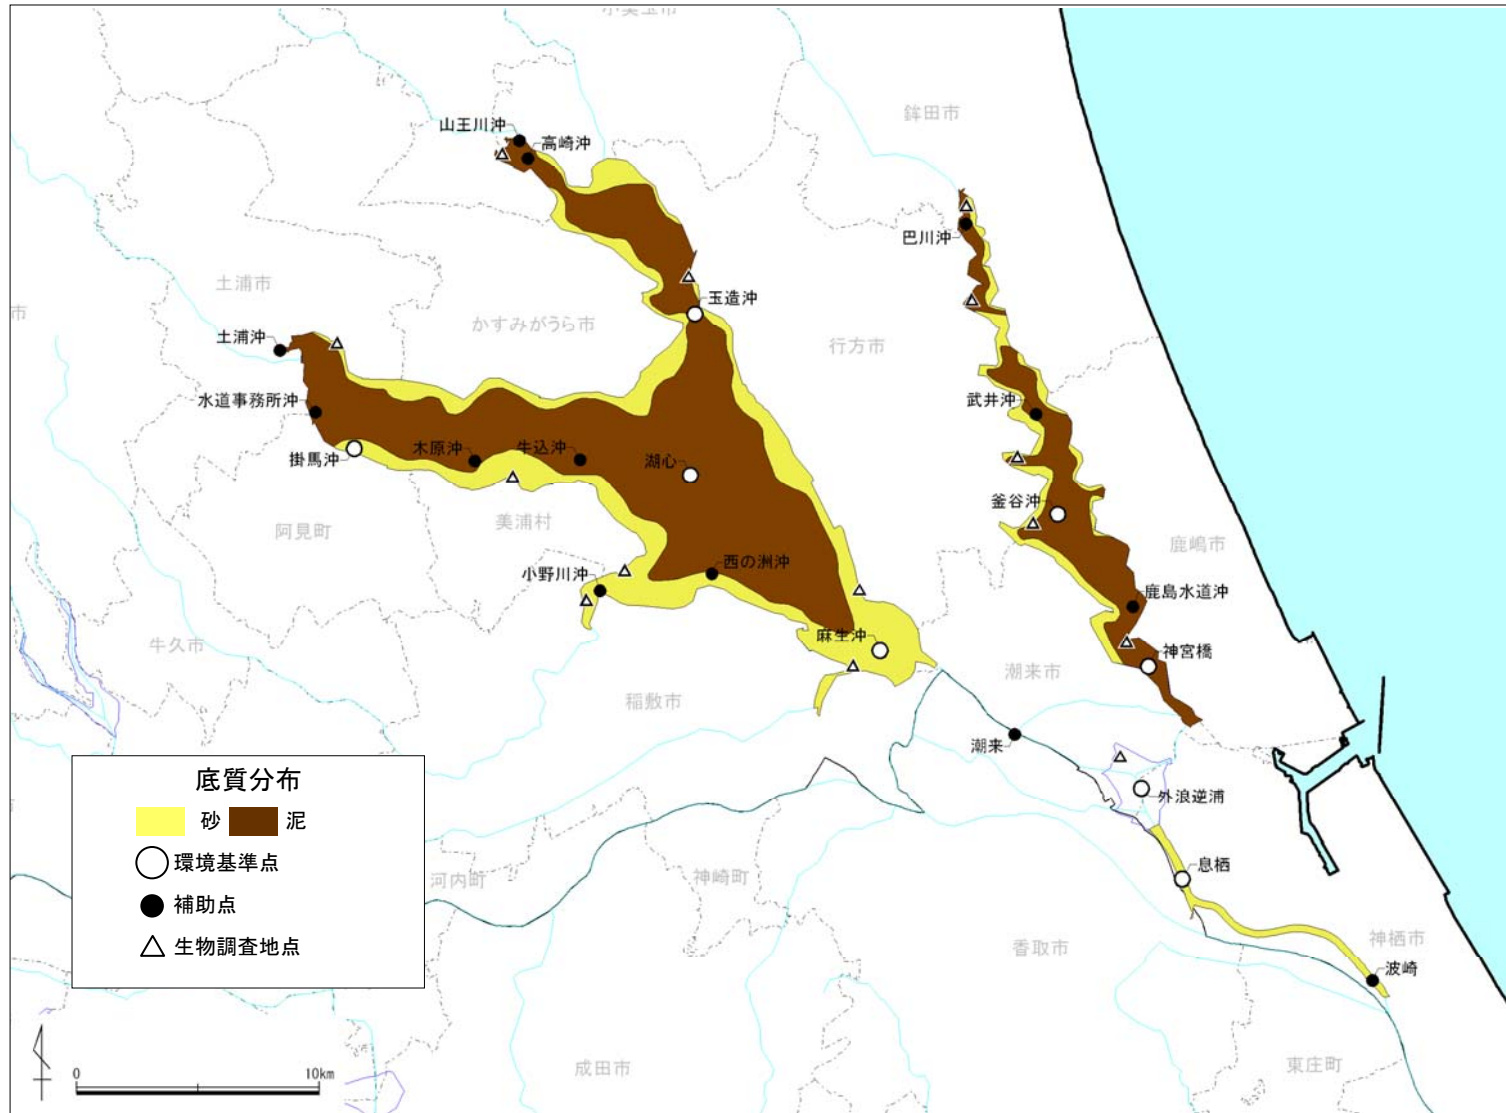 小美玉市
鉾田市
山王川沖
高崎沖
巴川沖
土浦市
市
玉造沖
かすみがうら市
行方市
土浦沖
水道事務所沖
武井沖
掛馬沖
木原沖
牛込沖
湖心
釜谷沖
阿見町
美浦村
鹿嶋市
小野川沖
西の洲沖
鹿島水道沖
牛久市
麻生沖
神宮橋
潮来市
稲敷市
潮来
外浪逆浦
底質分布
砂
泥
環境基準点
補助点
生物調査地点
河内町
神崎町
息栖
香取市
神栖市
波崎
成田市
東庄町
0
10km